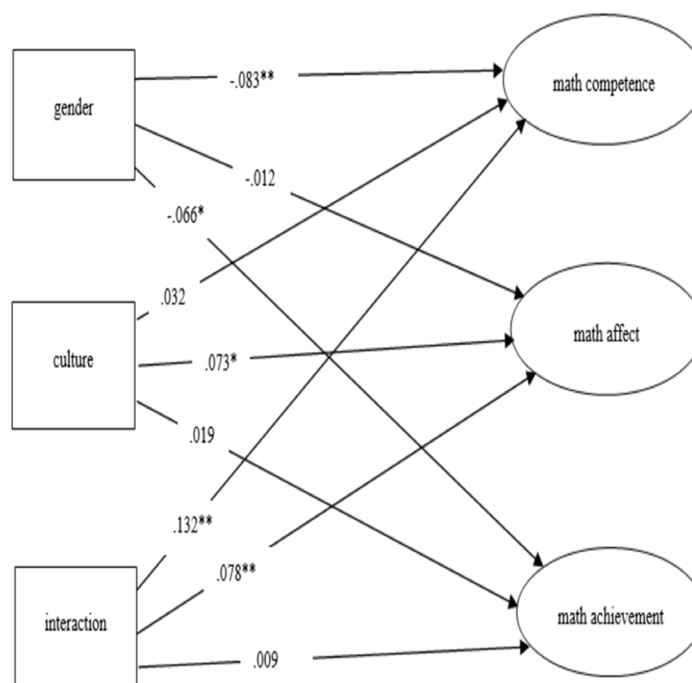 -.083**
math competence
gender
-.012
-.066*
.032
math affect
culture
.073*
.019
.132**
.078**
interaction
math achievement
.009